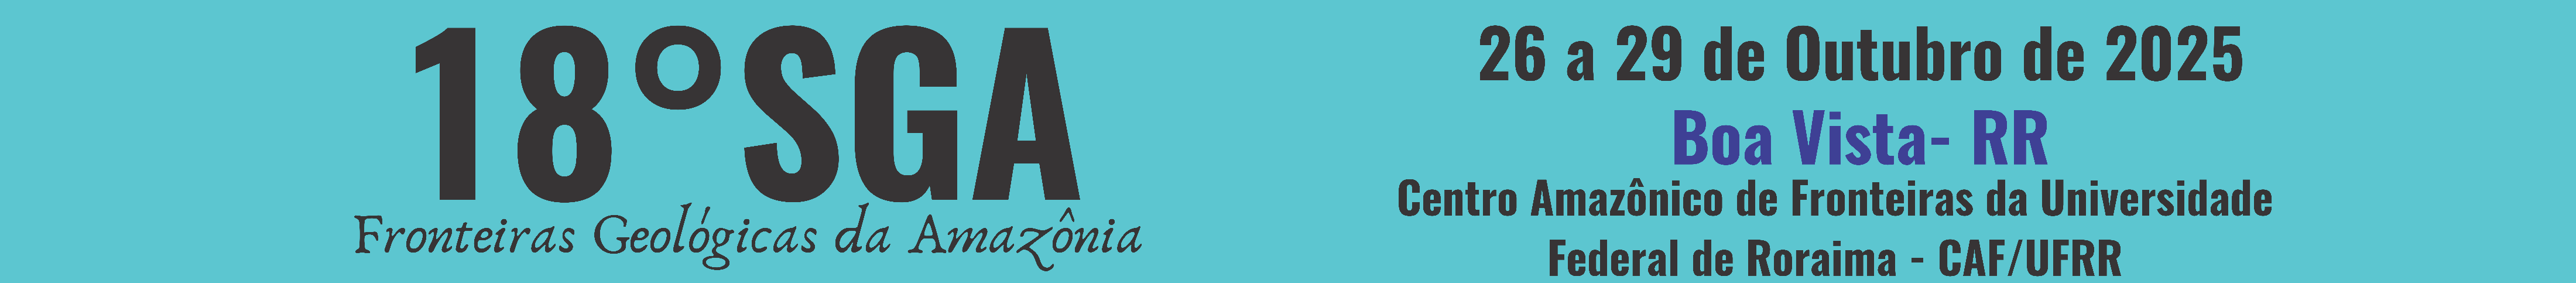 18°SGA
Fronteiras Geológicas da Amazônia
26 a 29 de Outubro de 2025
Boa Vista- RR
Centro Amazônico de Fronteiras da Universidade
Federal de Roraima - CAF/UFRR